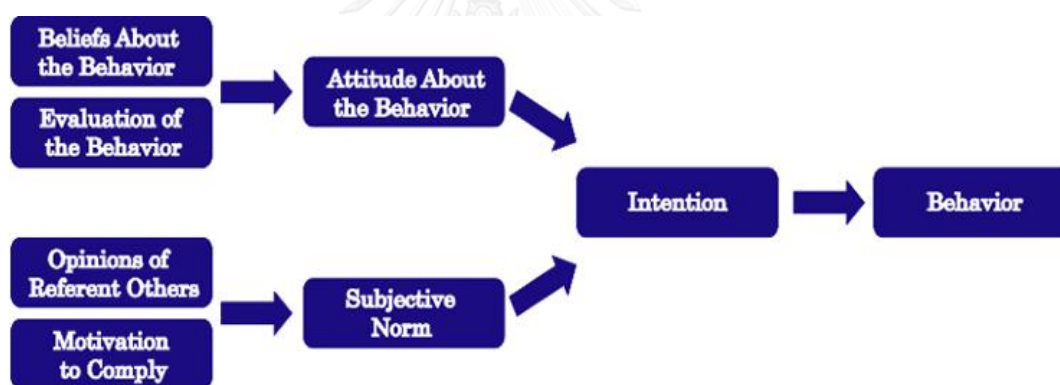 Beliefs About
the Behavior
Evaluation of
the Behavior
Attitude About
the Behavior
Opinions of
Referent Others
Motivation
to Comply
Subjective
Norm
Intention
Behavior